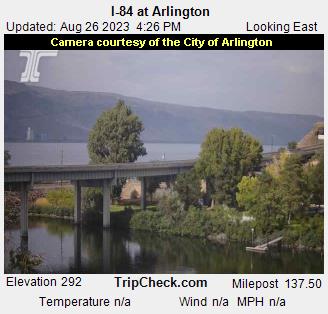 I-84 at Arlington
Updated: Aug 26 2023 4:26 PM Looking East
Camera courtesy of the City of Arlington
Elevation 292 TripCheck.com Milepost 137.50
Temperature n/a Wind n/a MPH n/a